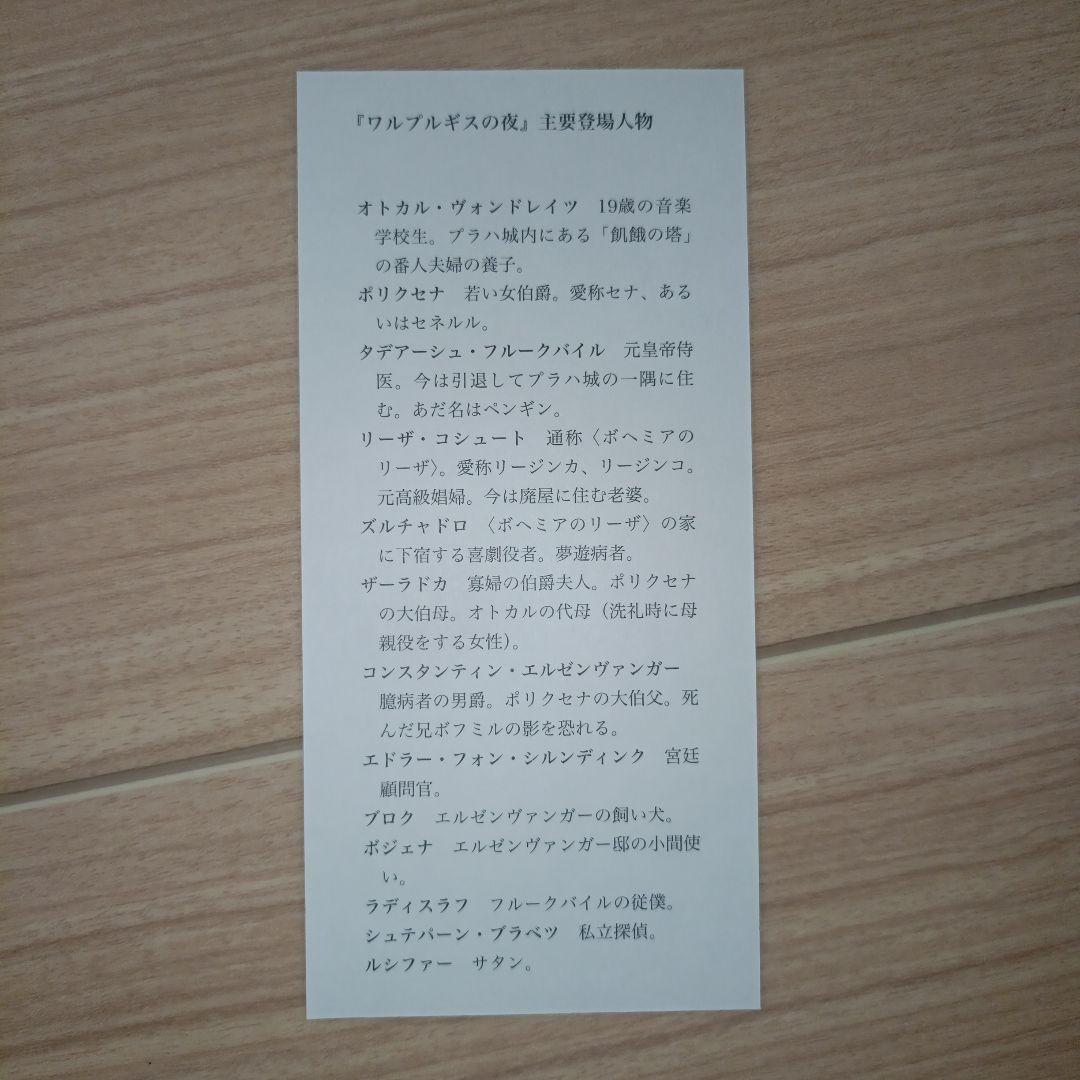 『ワルプルギスの夜』主要登場人物
オトカル・ヴォンドレイツ　19歳の音楽
学校生。プラハ城内にある「飢餓の塔」
の番人夫婦の養子。
ポリクセナ　若い女伯爵。愛称セナ、ある
いはセネルル。
タデアーシュ・フルークバイル　元皇帝侍
医。今は引退してプラハ城の一隅に住
む。あだ名はペンギン。
リーザ・コシュート　通称〈ボヘミアの
リーザ〉。愛称リージンカ、リージンコ。
元高級娼婦。今は廃屋に住む老婆。
ズルチャドロ　〈ボヘミアのリーザ〉の家
に下宿する喜劇役者。夢遊病者。
ザーラドカ　寡婦の伯爵夫人。ポリクセナ
の大伯母。オトカルの代母（洗礼時に母
親役をする女性）。
コンスタンティン・エルゼンヴァンガー
臆病者の男爵。ポリクセナの大伯父。死
んだ兄ボフミルの影を恐れる。
エドラー・フォン・シルンディンク　宮廷
顧問官。
ブロク　エルゼンヴァンガーの飼い犬。
ボジェナ　エルゼンヴァンガー邸の小間使
い。
ラディスラフ　フルークバイルの従僕。
シュテパーン・ブラベツ　私立探偵。
ルシファー　サタン。